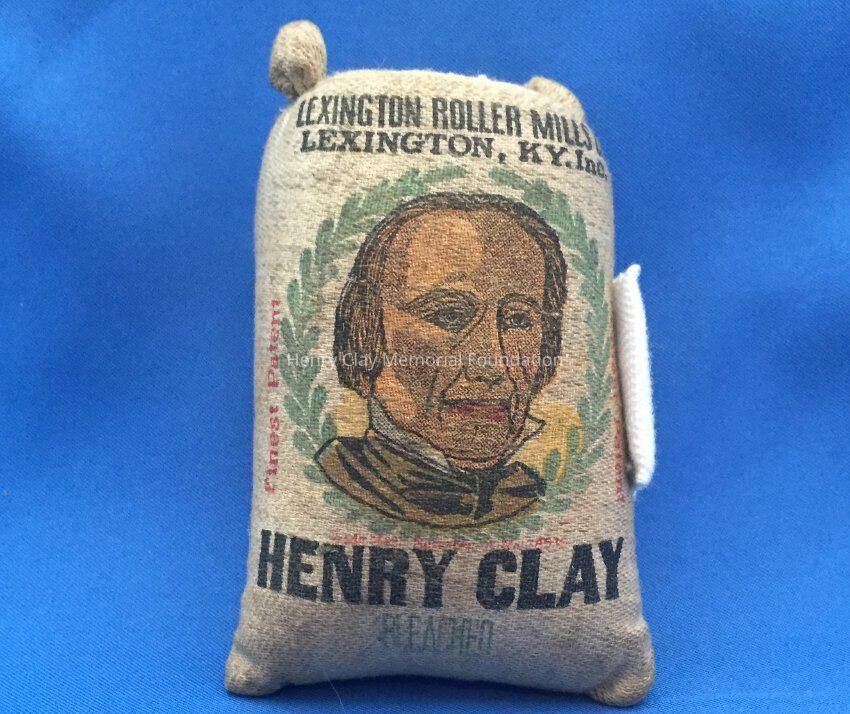 LEXINGTON ROLLER MILLS
LEXINGTON, KY. Inc.
Finest Patent
Henry Clay Memorial Foundation
HENRY CLAY
BLEACHED